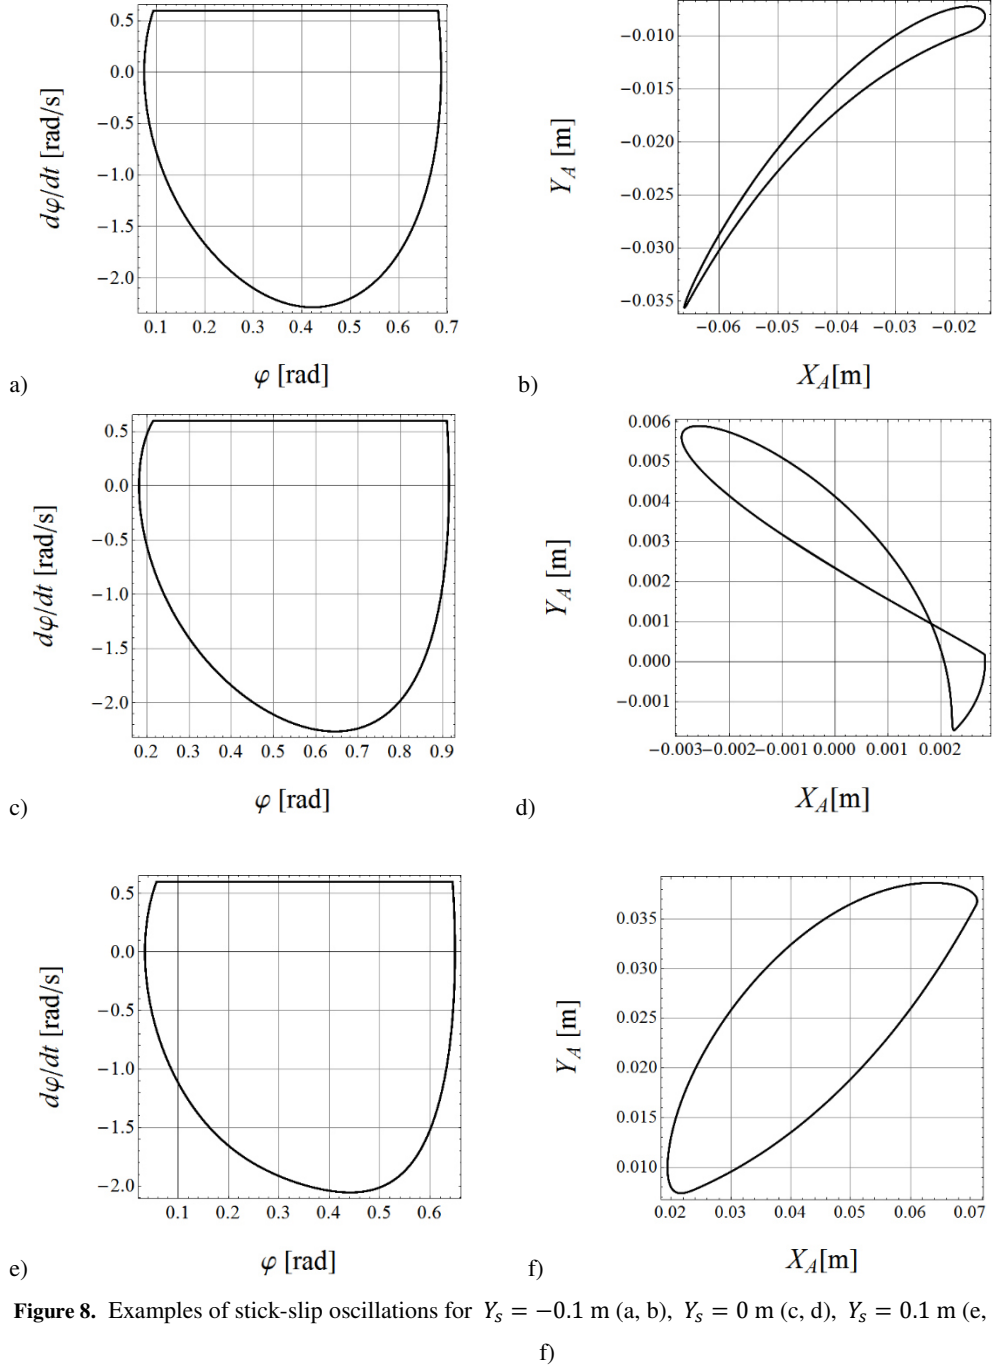 0.5
0.0
−0.5
−1.0
−1.5
−2.0
dφ/dt [rad/s]
0.1 0.2 0.3 0.4 0.5 0.6 0.7
φ [rad]
a)
−0.010
−0.015
−0.020
−0.025
−0.030
−0.035
Y_A [m]
−0.06 −0.05 −0.04 −0.03 −0.02
X_A[m]
b)
0.5
0.0
−0.5
−1.0
−1.5
−2.0
dφ/dt [rad/s]
0.2 0.3 0.4 0.5 0.6 0.7 0.8 0.9
φ [rad]
c)
0.006
0.005
0.004
0.003
0.002
0.001
0.000
−0.001
Y_A [m]
−0.003 −0.002 −0.001 0.000 0.001 0.002
X_A[m]
d)
0.5
0.0
−0.5
−1.0
−1.5
−2.0
dφ/dt [rad/s]
0.1 0.2 0.3 0.4 0.5 0.6
φ [rad]
e)
0.035
0.030
0.025
0.020
0.015
0.010
Y_A [m]
0.02 0.03 0.04 0.05 0.06 0.07
X_A[m]
f)
Figure 8. Examples of stick-slip oscillations for Y_s = −0.1 m (a, b), Y_s = 0 m (c, d), Y_s = 0.1 m (e,
f)